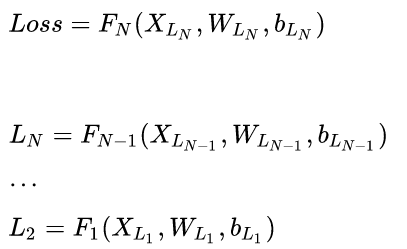 Loss = F_N(X_{L_N}, W_{L_N}, b_{L_N})
L_N = F_{N-1}(X_{L_{N-1}}, W_{L_{N-1}}, b_{L_{N-1}})
...
L_2 = F_1(X_{L_1}, W_{L_1}, b_{L_1})